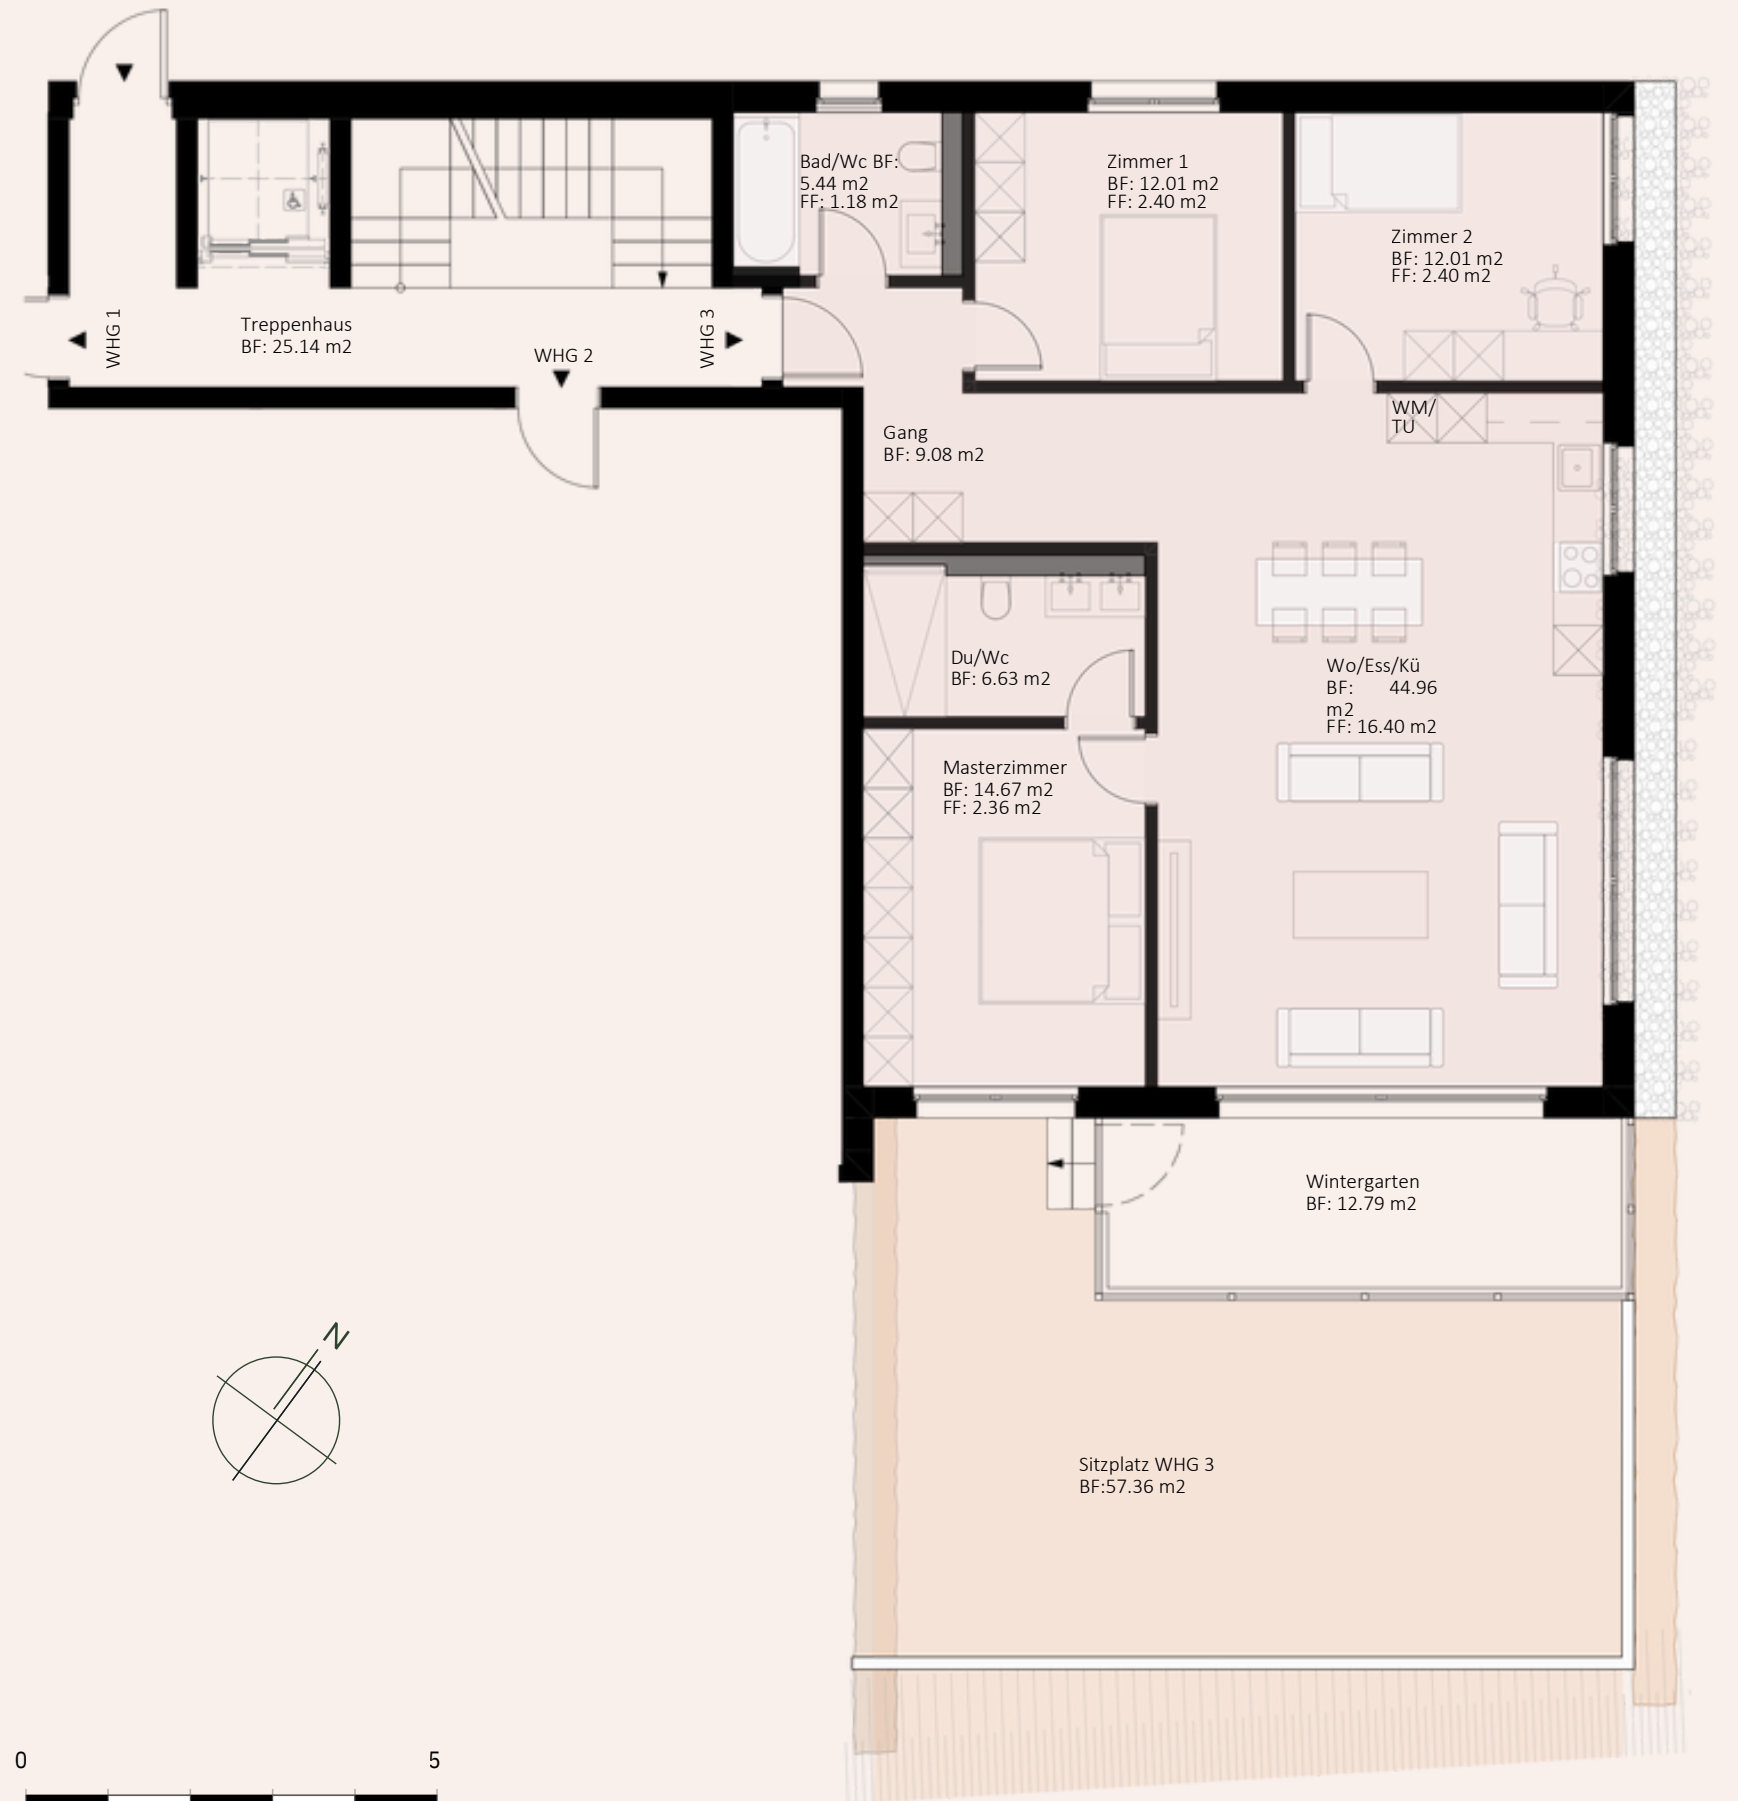 Bad/Wc BF:
5.44 m2
FF: 1.18 m2
Zimmer 1
BF: 12.01 m2
FF: 2.40 m2
Zimmer 2
BF: 12.01 m2
FF: 2.40 m2
WHG 1
Treppenhaus
BF: 25.14 m2
WHG 2
WHG 3
WM/
TU
Gang
BF: 9.08 m2
Du/Wc
BF: 6.63 m2
Wo/Ess/Kü
BF: 44.96
m2
FF: 16.40 m2
Masterzimmer
BF: 14.67 m2
FF: 2.36 m2
Wintergarten
BF: 12.79 m2
N
Sitzplatz WHG 3
BF:57.36 m2
0 5